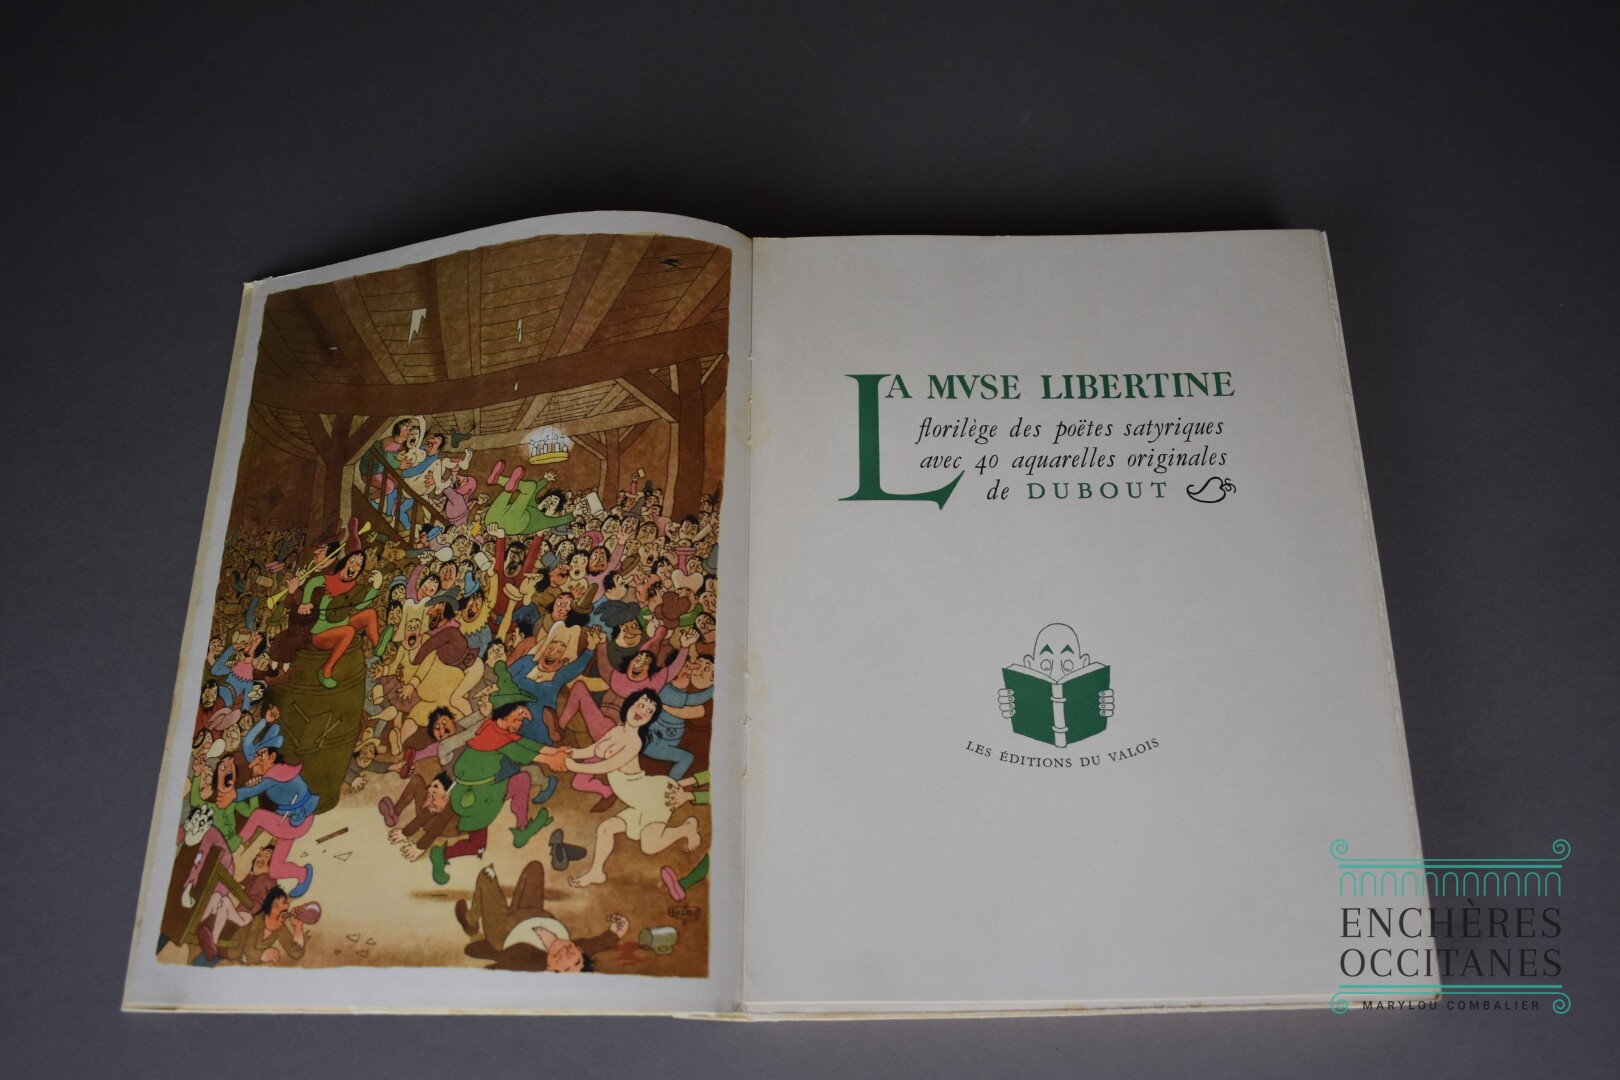 LA MVSE LIBERTINE
florilège des poëtes satyriques
avec 40 aquarelles originales
de DUBOUT
LES ÉDITIONS DU VALOIS
ENCHÈRES
OCCITANES
MARYLOU COMBALIER